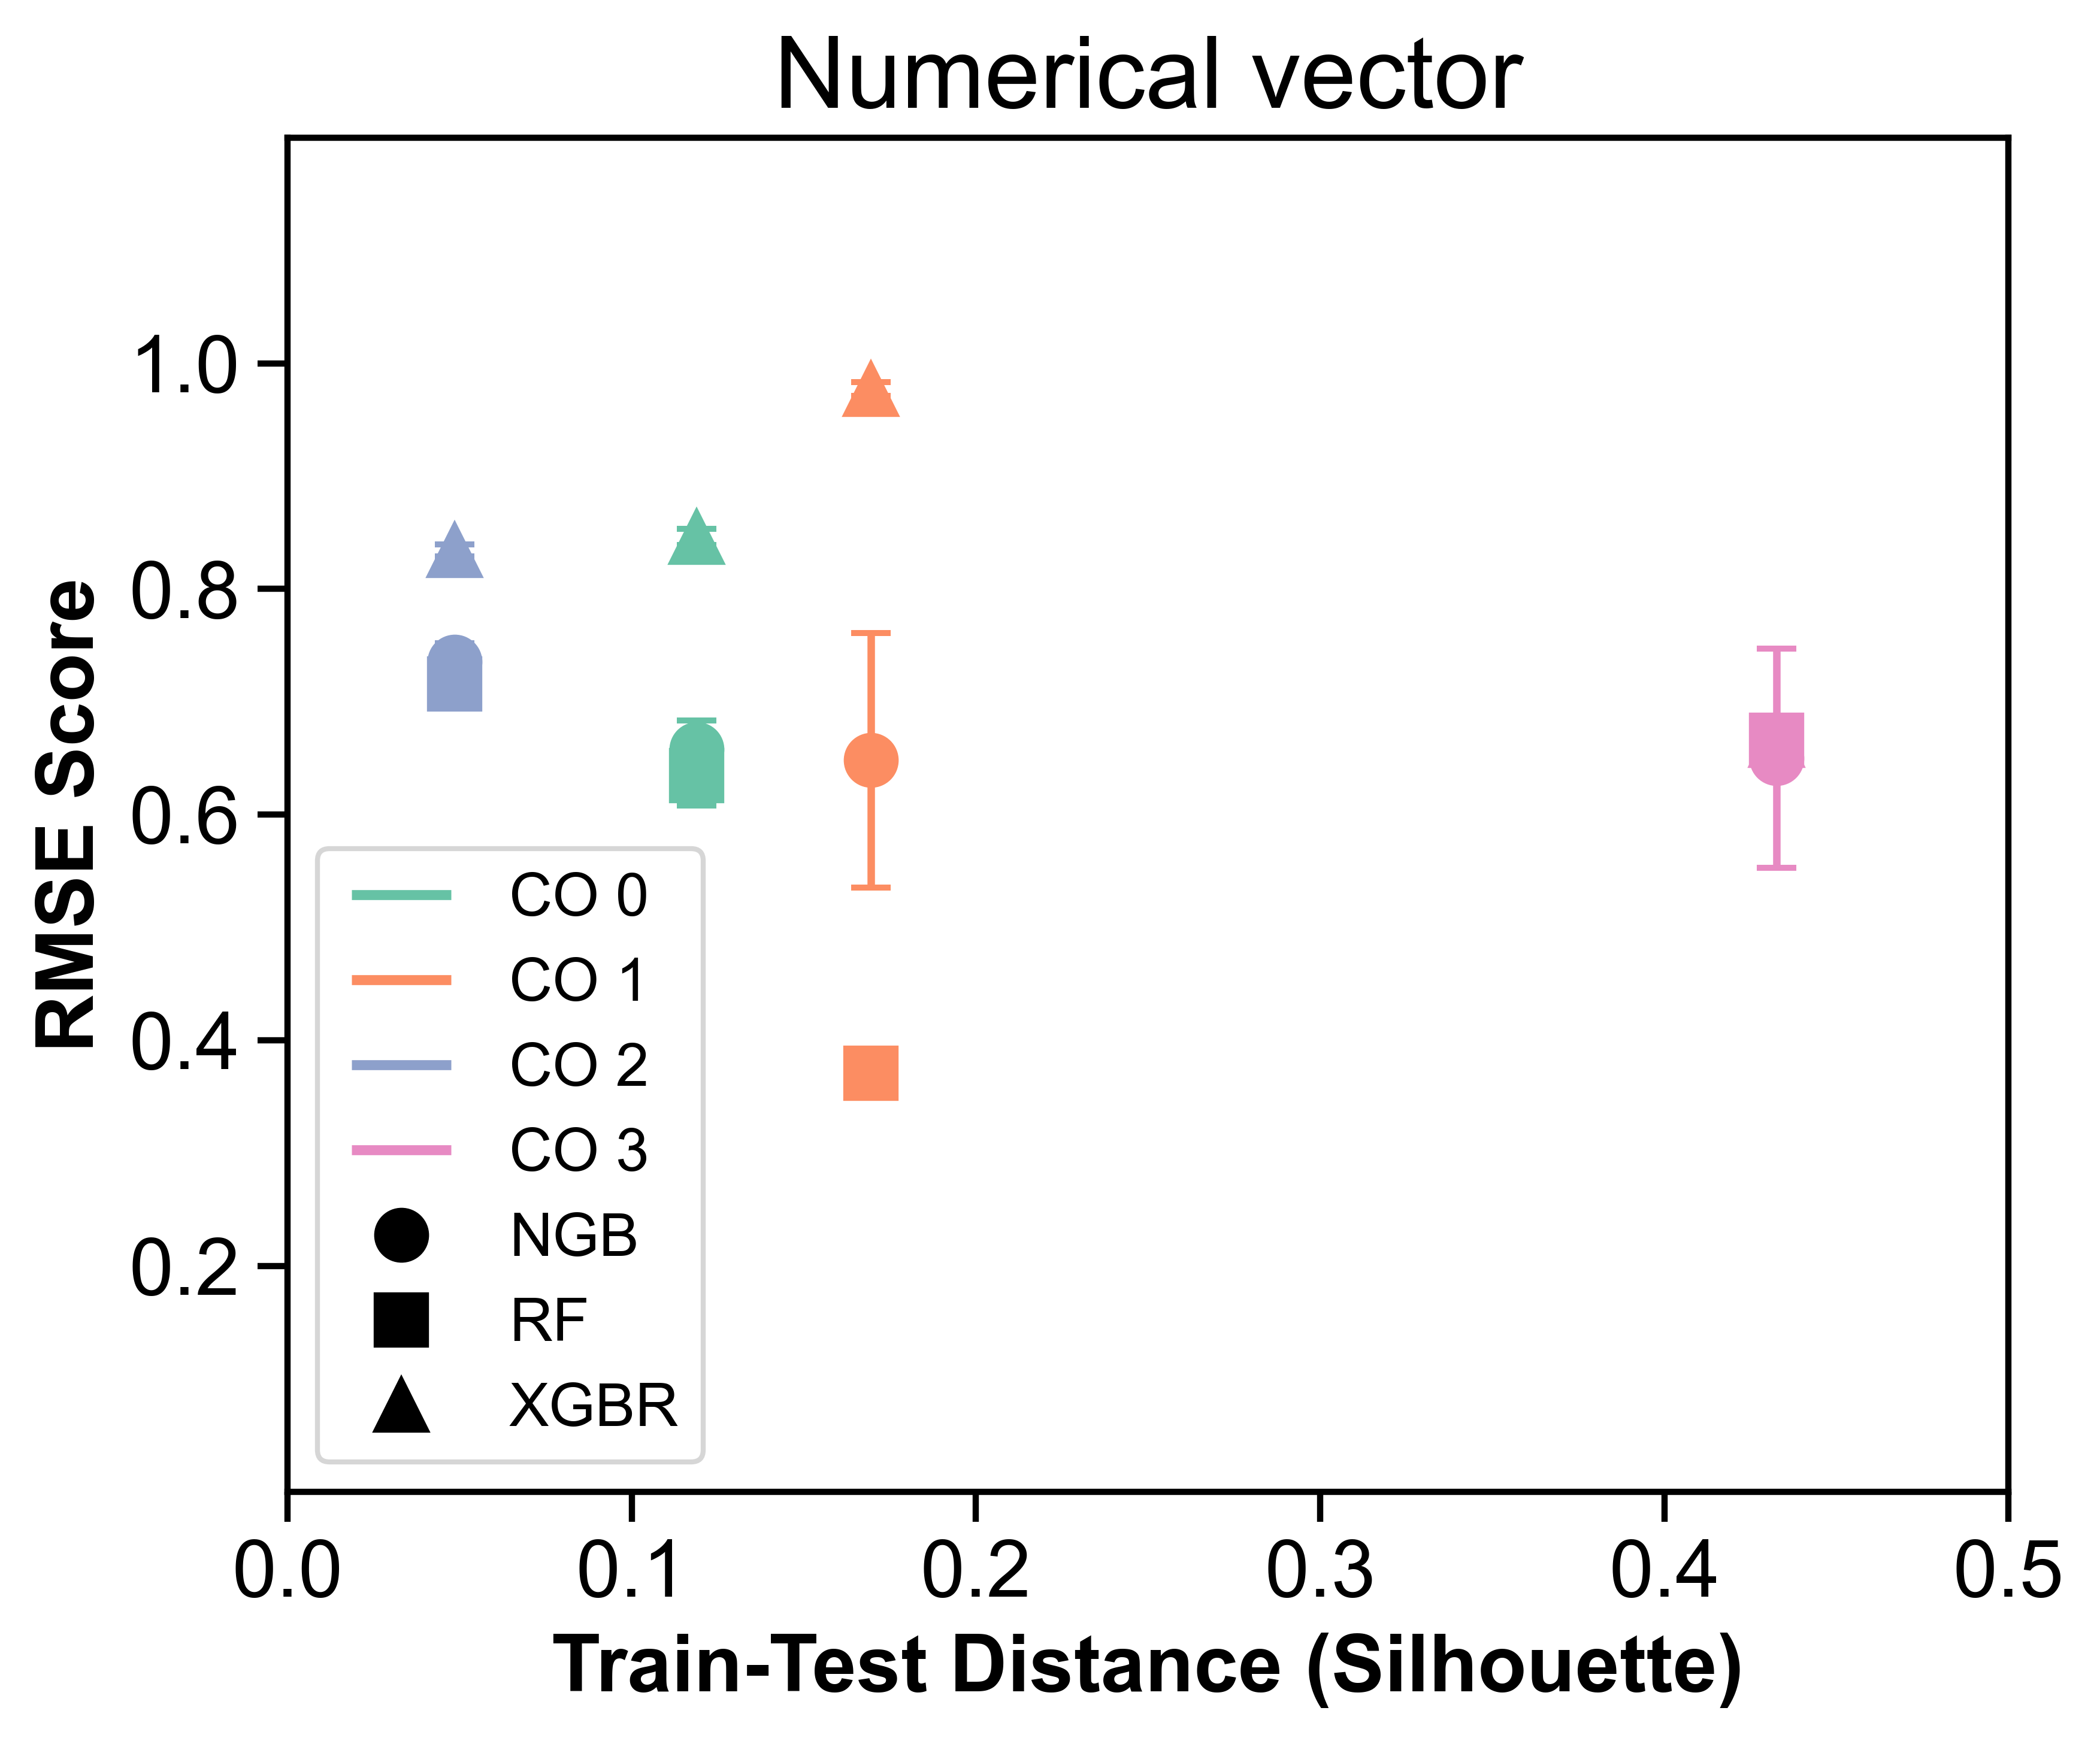 Numerical vector
RMSE Score
1.0
0.8
0.6
0.4
0.2
CO 0
CO 1
CO 2
CO 3
NGB
RF
XGBR
0.0 0.1 0.2 0.3 0.4 0.5
Train-Test Distance (Silhouette)